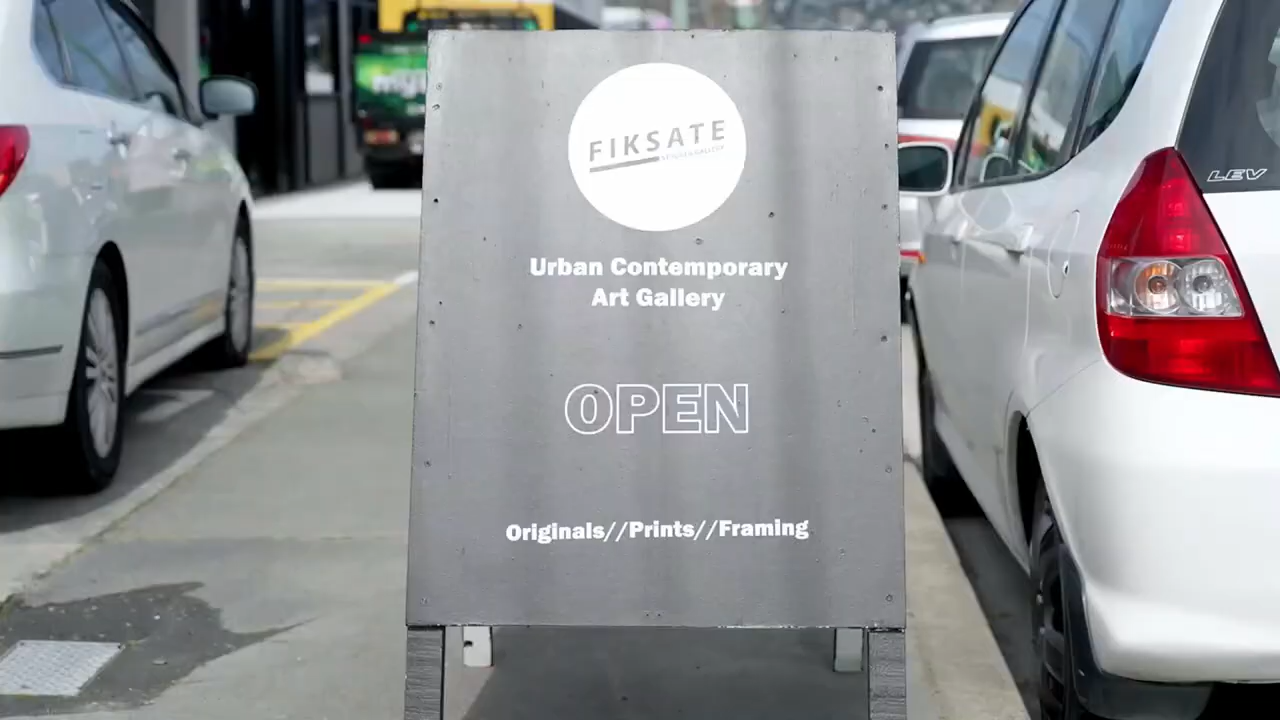 FIKSATE
Urban Contemporary
Art Gallery
OPEN
Originals//Prints//Framing
LEV